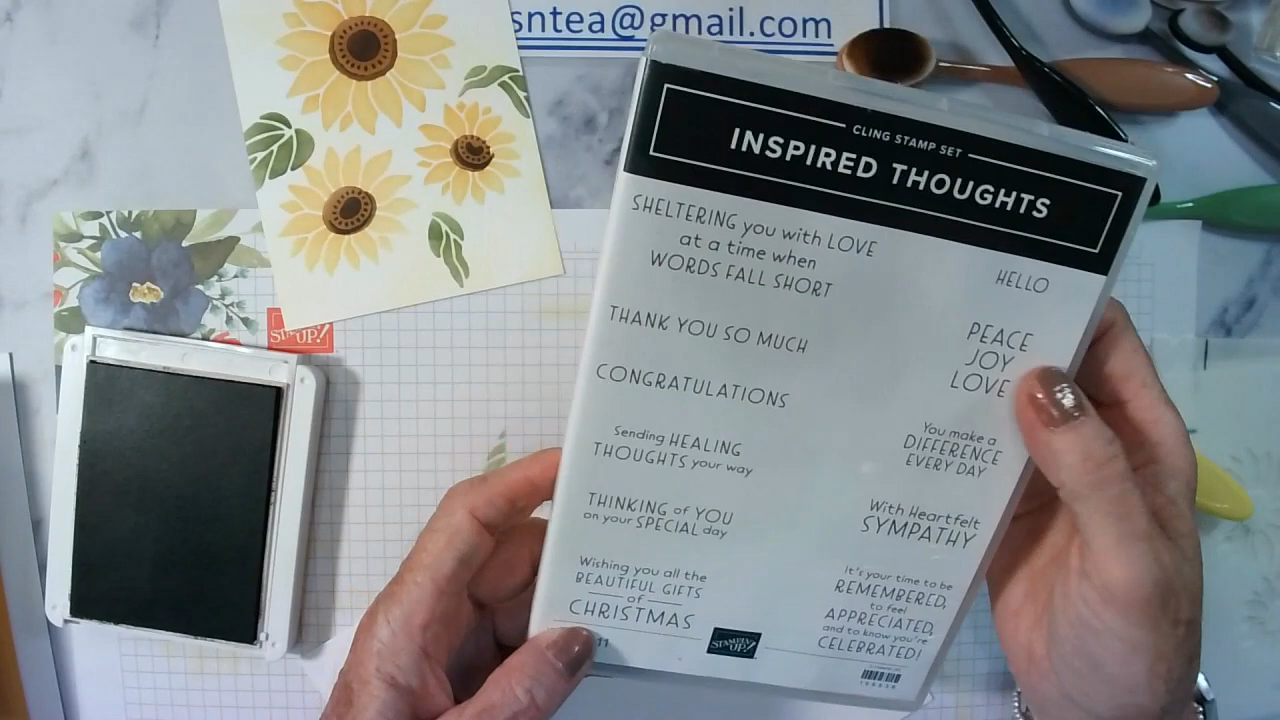 sntea@gmail.com
CLING STAMP SET
INSPIRED THOUGHTS
SHELTERING you with LOVE
at a time when
WORDS FALL SHORT
HELLO
THANK YOU SO MUCH
PEACE
JOY
LOVE
CONGRATULATIONS
You make a
DIFFERENCE
EVERY DAY
Sending HEALING
THOUGHTS your way
With Heartfelt
SYMPATHY
THINKING of YOU
on your SPECIAL day
Wishing you all the
BEAUTIFUL GIFTS
of
CHRISTMAS
It's your time to be
REMEMBERED,
to feel
APPRECIATED,
and to know you're
CELEBRATED!
11
STAMPIN'
UP!
STAMPIN'
UP!